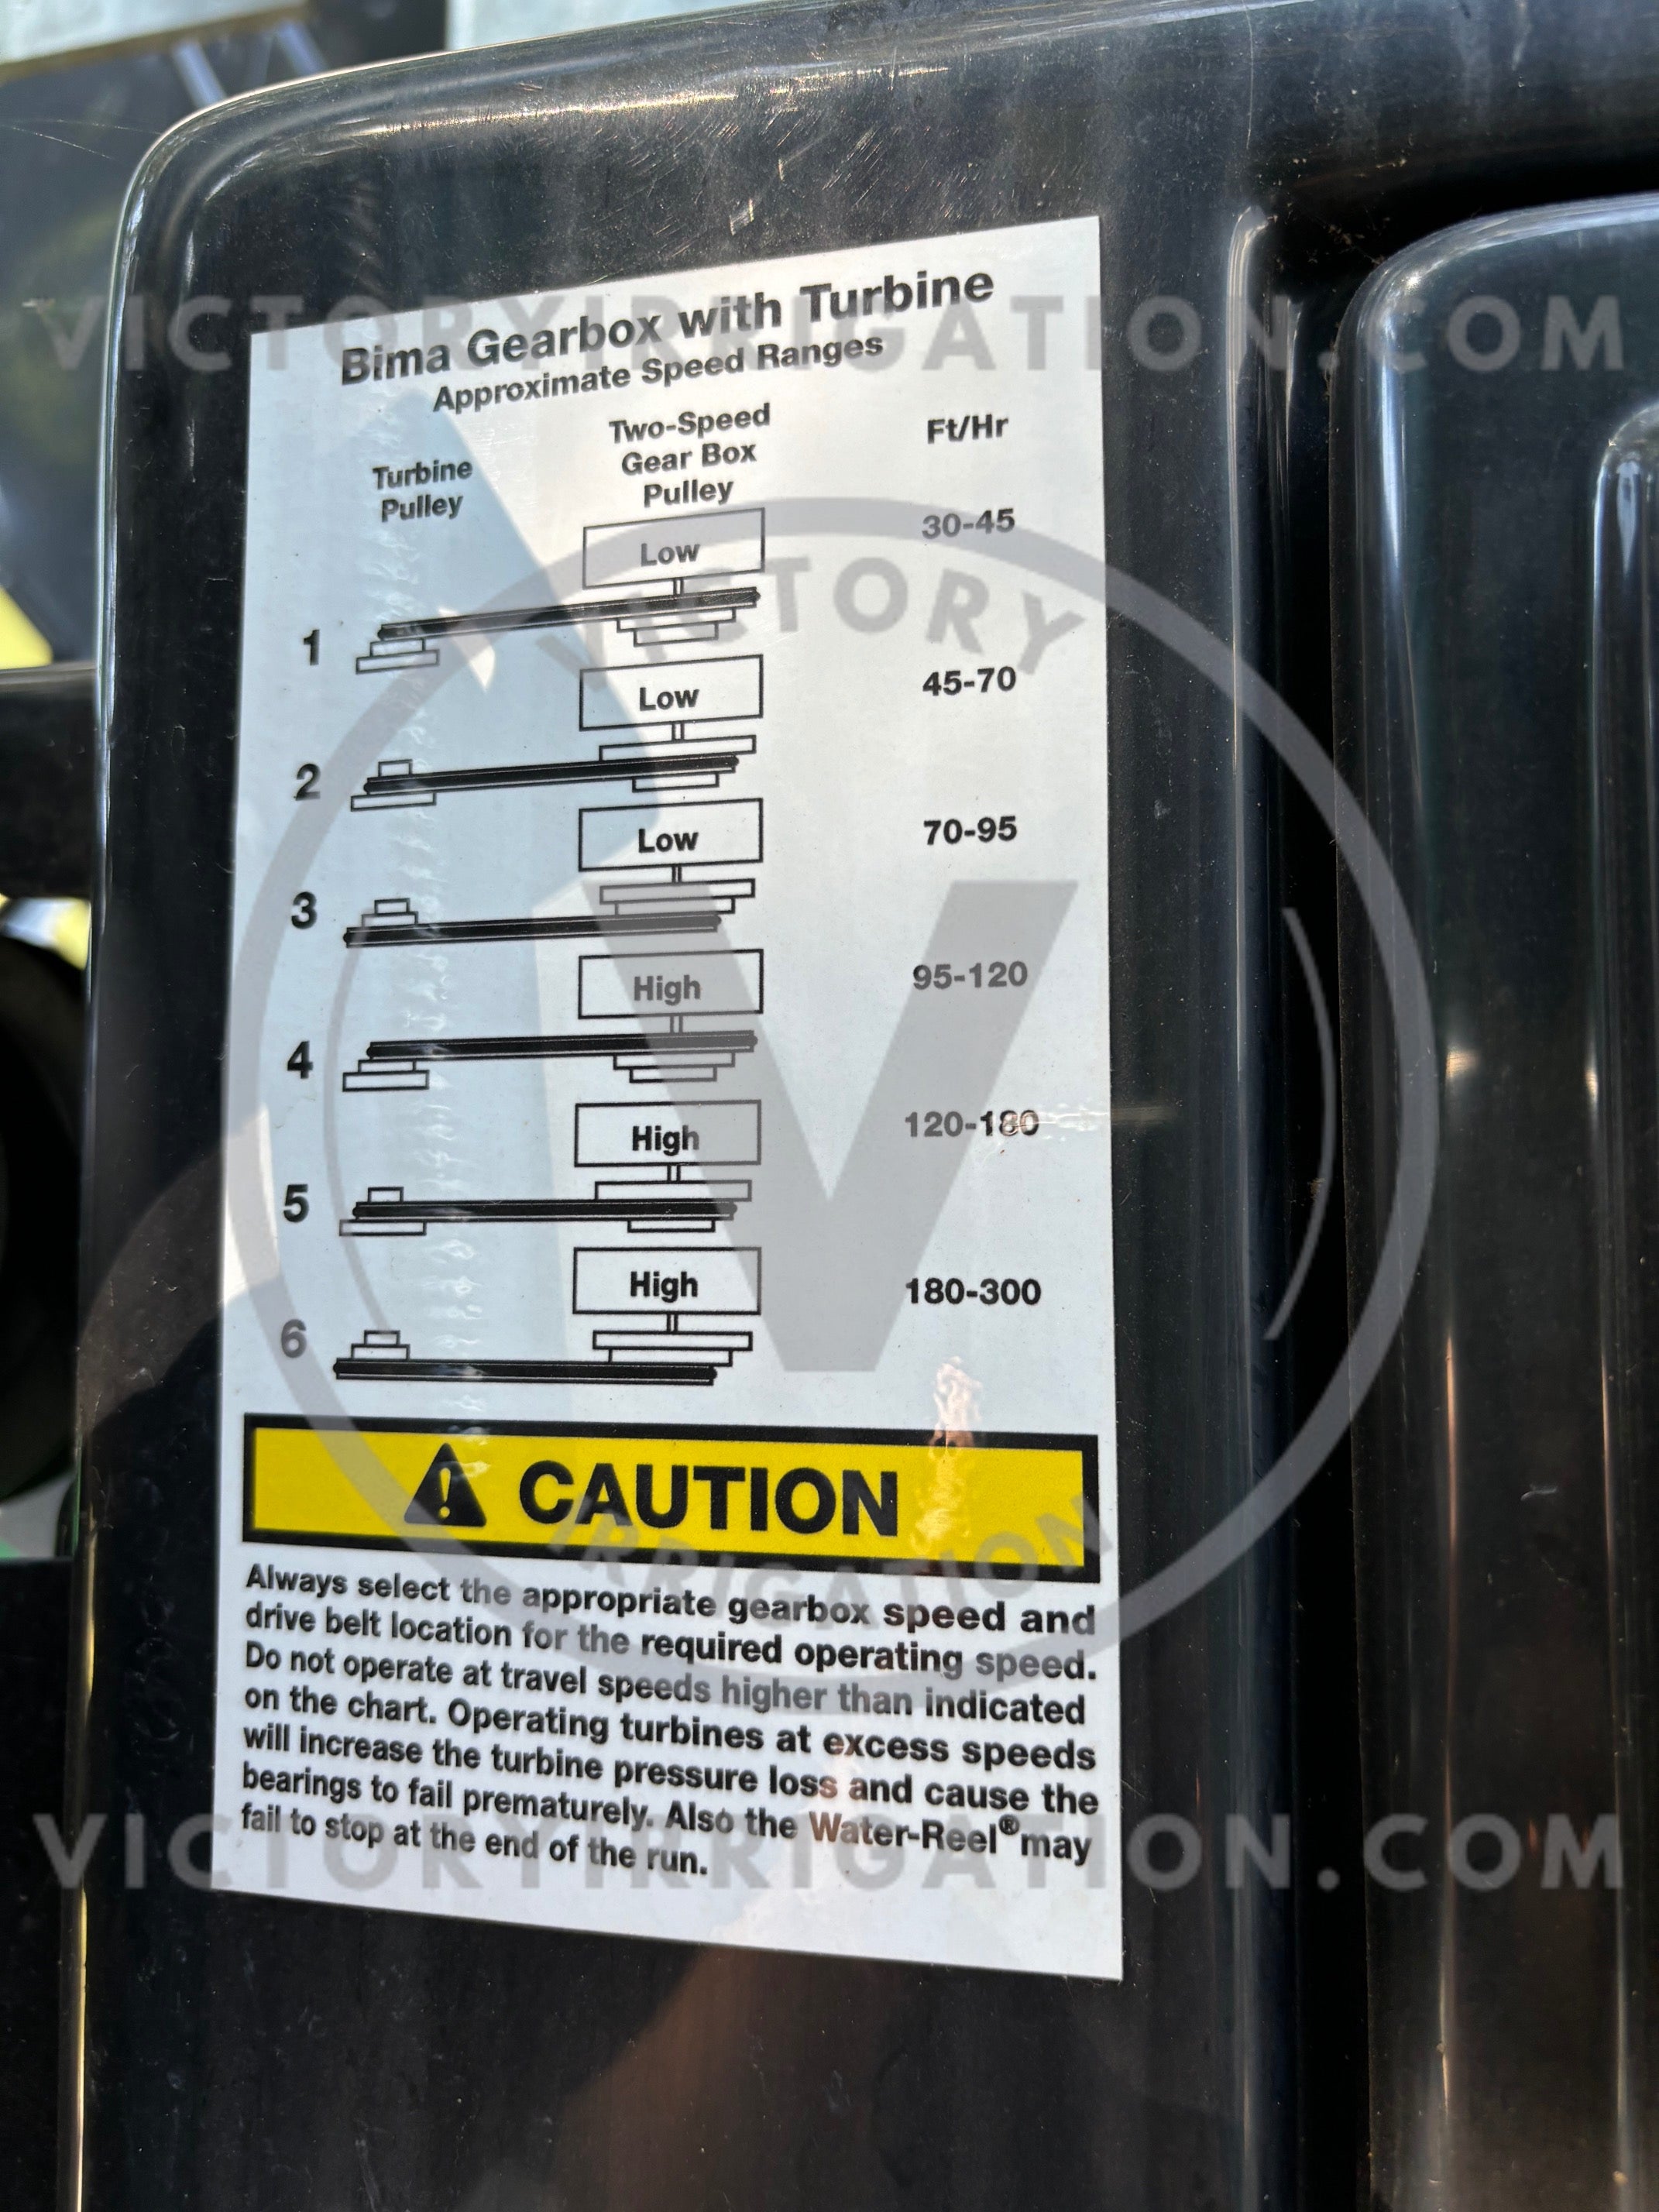 VICTORYIRRIGATION.COM
Bima Gearbox with Turbine
Approximate Speed Ranges
Turbine
Pulley
Two-Speed
Gear Box
Pulley
Ft/Hr
1 Low 30-45
2 Low 45-70
3 Low 70-95
4 High 95-120
5 High 120-180
6 High 180-300
VICTORY
V
IRRIGATION
CAUTION
Always select the appropriate gearbox speed and
drive belt location for the required operating speed.
Do not operate at travel speeds higher than indicated
on the chart. Operating turbines at excess speeds
will increase the turbine pressure loss and cause the
bearings to fail prematurely. Also the Water-Reel® may
fail to stop at the end of the run.
VICTORYIRRIGATION.COM